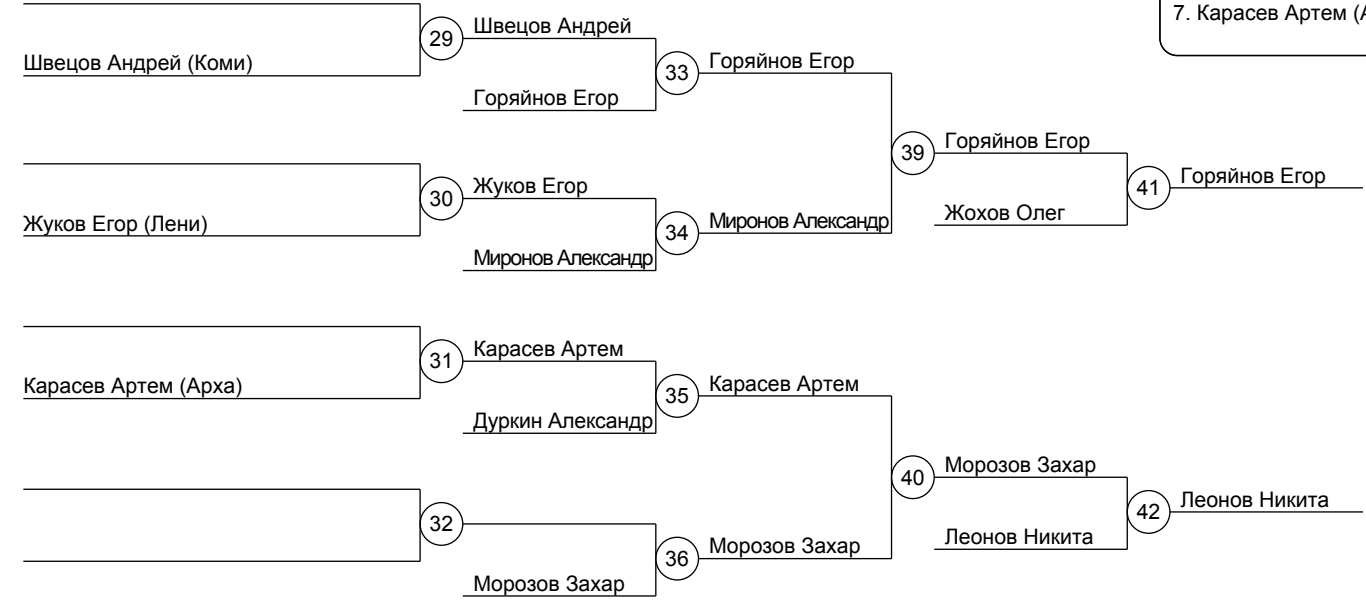 7. Карасев Артем (А
Швецов Андрей (Коми)
29
Швецов Андрей
Горяйнов Егор
33
Горяйнов Егор
Жуков Егор (Лени)
30
Жуков Егор
Миронов Александр
34
Миронов Александр
39
Горяйнов Егор
Жохов Олег
41
Горяйнов Егор
Карасев Артем (Арха)
31
Карасев Артем
Дуркин Александр
35
Карасев Артем
32
Морозов Захар
36
Морозов Захар
40
Морозов Захар
Леонов Никита
42
Леонов Никита